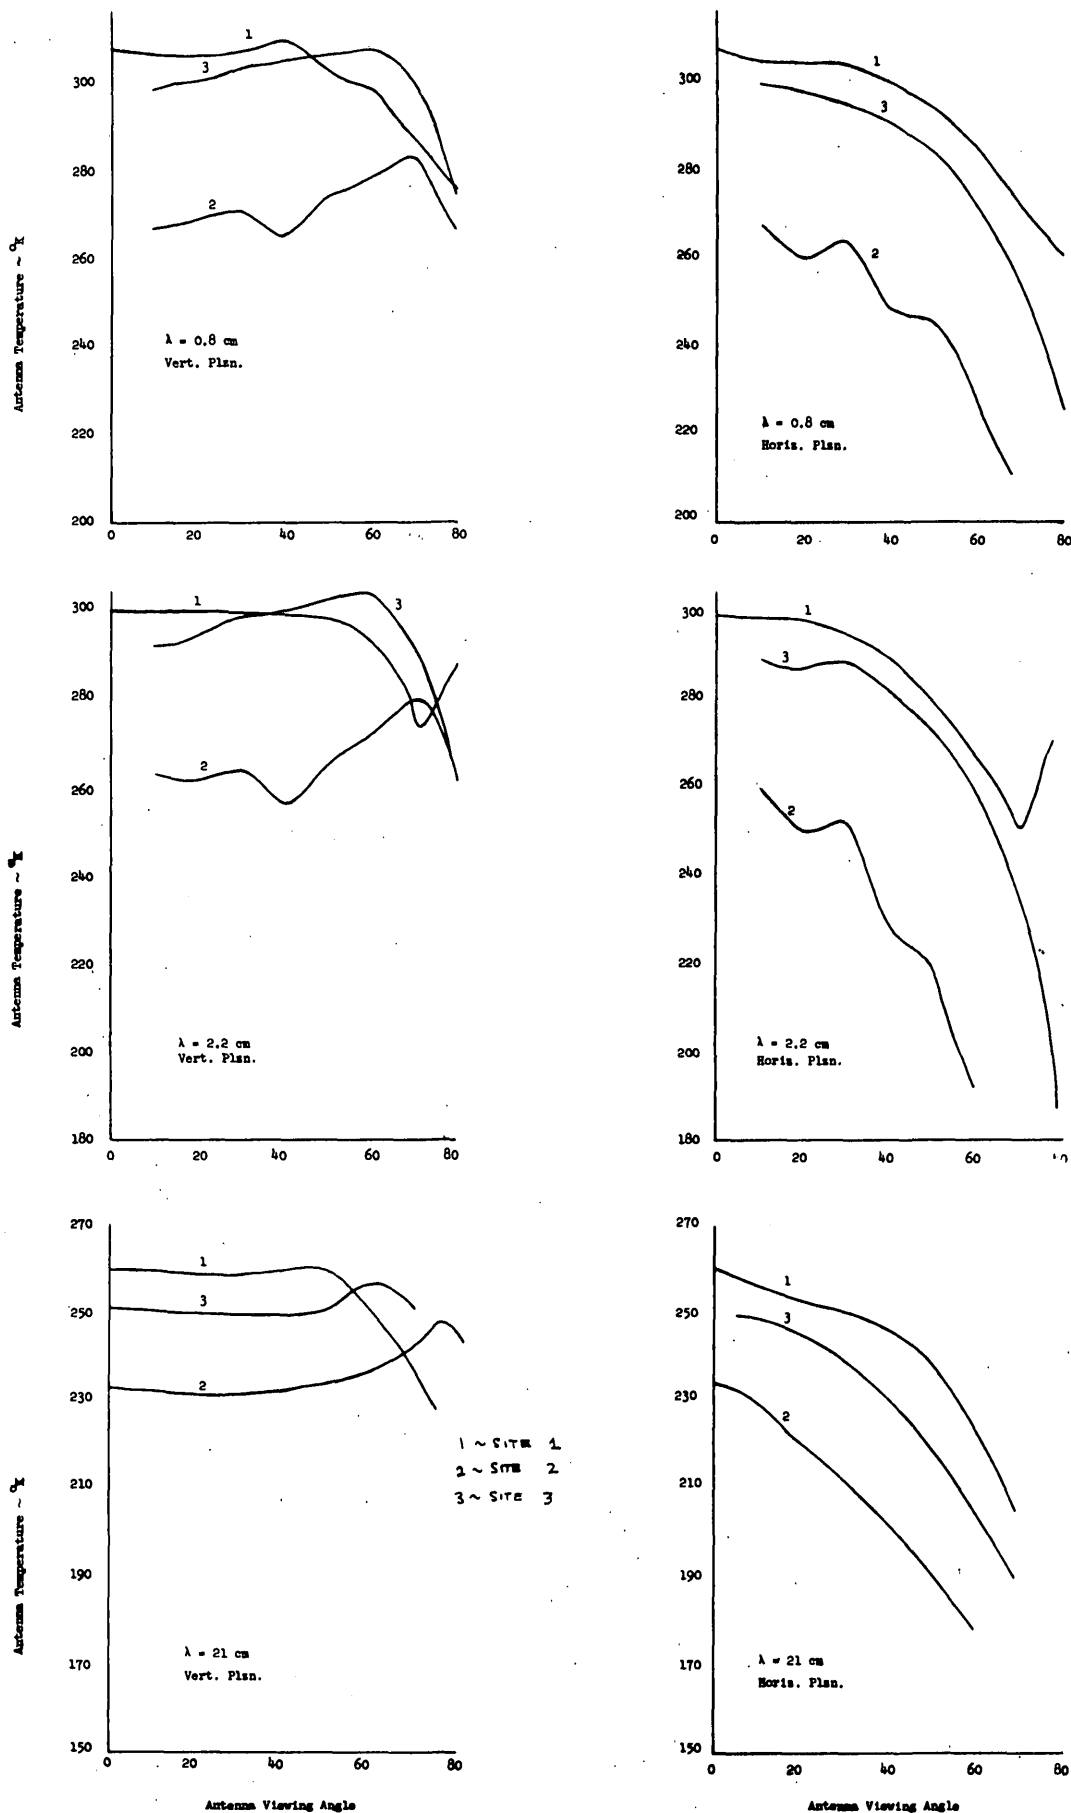 1
3
2
300
280
260
240
220
200
0 20 40 60 80
Antenna Temperature ~ °K
λ = 0.8 cm
Vert. Plzn.
1
3
2
300
280
260
240
220
200
0 20 40 60 80
λ = 0.8 cm
Horiz. Plzn.
1
3
2
300
280
260
240
220
200
180
0 20 40 60 80
Antenna Temperature ~ °K
λ = 2.2 cm
Vert. Plzn.
1
3
2
300
280
260
240
220
200
180
0 20 40 60
λ = 2.2 cm
Horiz. Plzn.
1
3
2
270
250
230
210
190
170
150
0 20 40 60 80
Antenna Temperature ~ °K
λ = 21 cm
Vert. Plzn.
Antenna Viewing Angle
1 ~ SITE 1
2 ~ SITE 2
3 ~ SITE 3
1
3
2
270
250
230
210
190
170
150
0 20 40 60 80
λ = 21 cm
Horiz. Plzn.
Antenna Viewing Angle